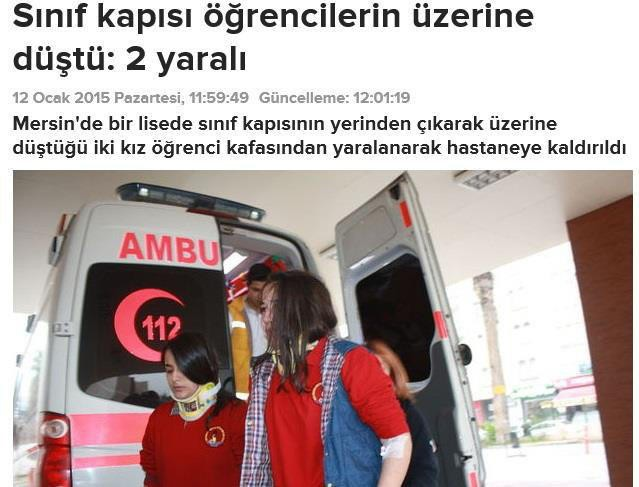 Sınıf kapısı öğrencilerin üzerine
düştü: 2 yaralı
12 Ocak 2015 Pazartesi, 11:59:49 Güncelleme: 12:01:19
Mersin'de bir lisede sınıf kapısının yerinden çıkarak üzerine
düştüğü iki kız öğrenci kafasından yaralanarak hastaneye kaldırıldı
AMBU
112